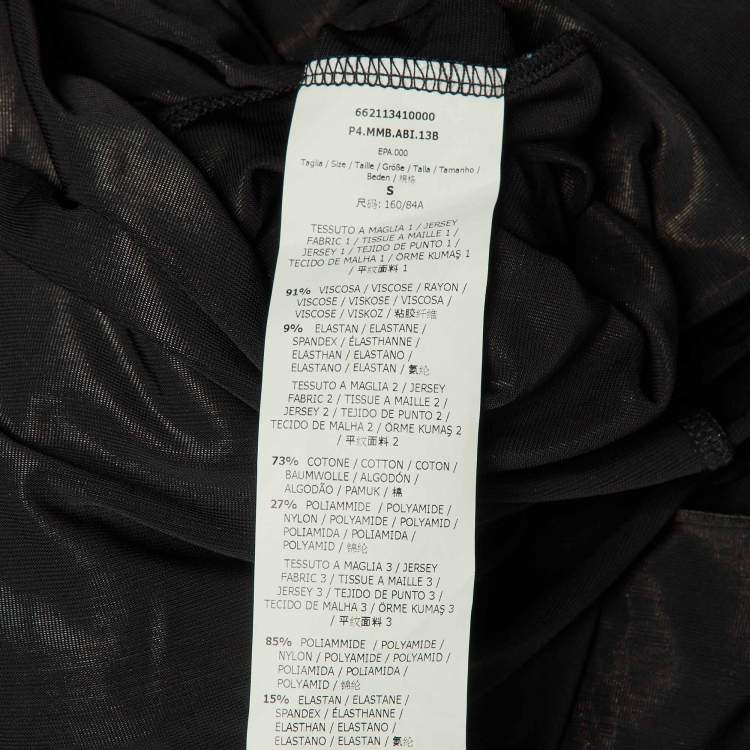 662113410000
P4.MMB.ABI.13B
EPA.000
Taglia / Size / Taille / Größe / Talla / Tamanho /
Beden / 规格
S
尺码: 160/84A
TESSUTO A MAGLIA 1 / JERSEY
FABRIC 1 / TISSUE A MAILLE 1 /
JERSEY 1 / TEJIDO DE PUNTO 1 /
TECIDO DE MALHA 1 / ÖRME KUMAŞ 1
/ 平纹面料 1
91% VISCOSA / VISCOSE / RAYON /
VISCOSE / VISKOSE / VISCOSA /
VISCOSE / VISKOZ / 粘胶纤维
9% ELASTAN / ELASTANE /
SPANDEX / ÉLASTHANNE /
ELASTHAN / ELASTANO /
ELASTANO / ELASTAN / 氨纶
TESSUTO A MAGLIA 2 / JERSEY
FABRIC 2 / TISSUE A MAILLE 2 /
JERSEY 2 / TEJIDO DE PUNTO 2 /
TECIDO DE MALHA 2 / ÖRME KUMAŞ 2
/ 平纹面料 2
73% COTONE / COTTON / COTON /
BAUMWOLLE / ALGODÓN /
ALGODÃO / PAMUK / 棉
27% POLIAMMIDE / POLYAMIDE /
NYLON / POLYAMIDE / POLYAMID /
POLIAMIDA / POLIAMIDA /
POLYAMID / 锦纶
TESSUTO A MAGLIA 3 / JERSEY
FABRIC 3 / TISSUE A MAILLE 3 /
JERSEY 3 / TEJIDO DE PUNTO 3 /
TECIDO DE MALHA 3 / ÖRME KUMAŞ 3
/ 平纹面料 3
85% POLIAMMIDE / POLYAMIDE /
NYLON / POLYAMIDE / POLYAMID /
POLIAMIDA / POLIAMIDA /
POLYAMID / 锦纶
15% ELASTAN / ELASTANE /
SPANDEX / ÉLASTHANNE /
ELASTHAN / ELASTANO /
ELASTANO / ELASTAN / 氨纶